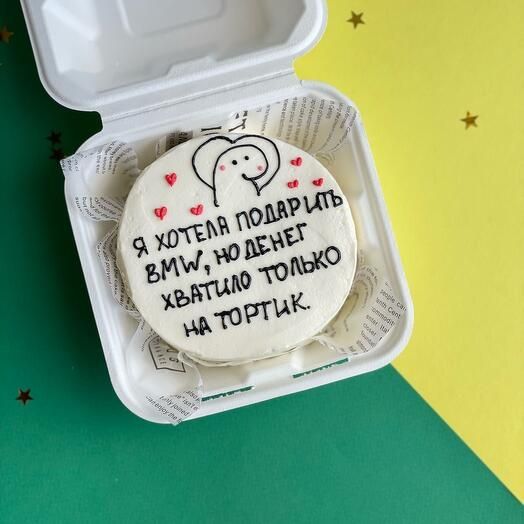 Я ХОТЕЛА ПОДАРИТЬ
BMW, НО ДЕНЕГ
ХВАТИЛО ТОЛЬКО
НА ТОРТИК.